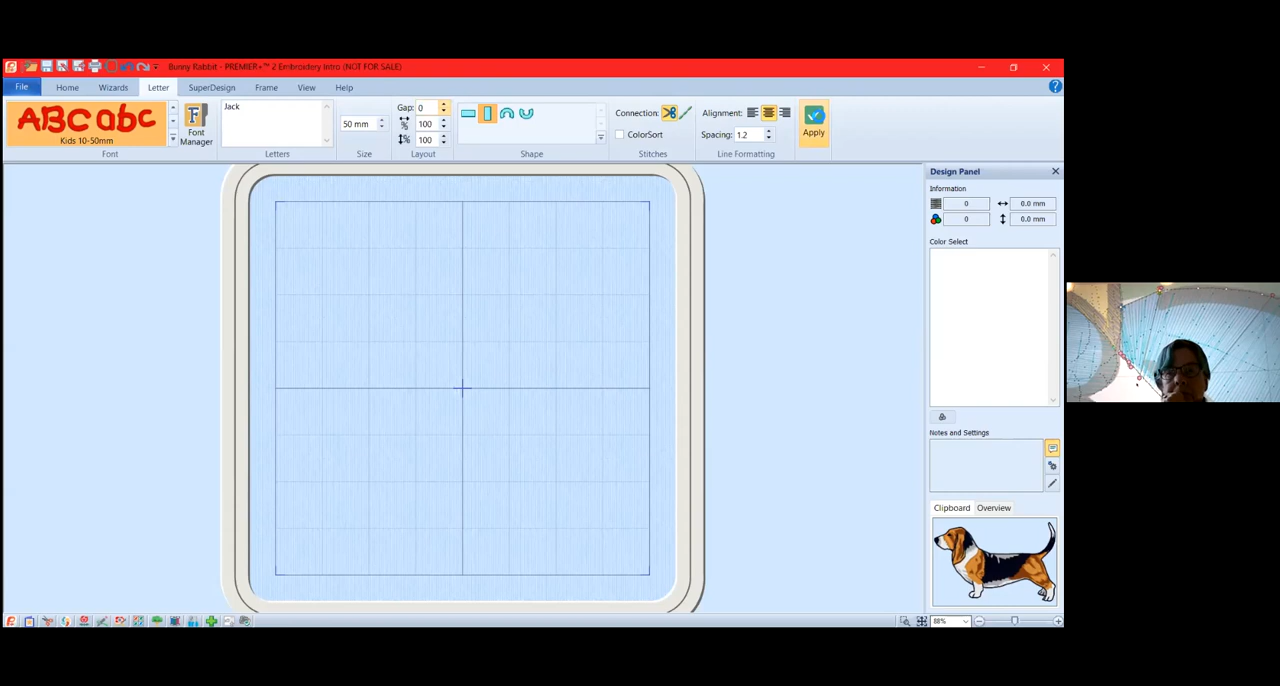 Bunny Rabbit - PREMIER+™ 2 Embroidery Intro (NOT FOR SALE)
File Home Wizards Letter SuperDesign Frame View Help
ABC abc
Kids 10-50mm
Font
Font Manager
Jack
Letters
50 mm
Size
Gap: 0
% 100
% 100
Layout
Shape
Connection:
ColorSort
Stitches
Alignment:
Spacing: 1.2
Line Formatting
Apply
Design Panel
Information
0 0.0 mm
0 0.0 mm
Color Select
Notes and Settings
Clipboard Overview
88%